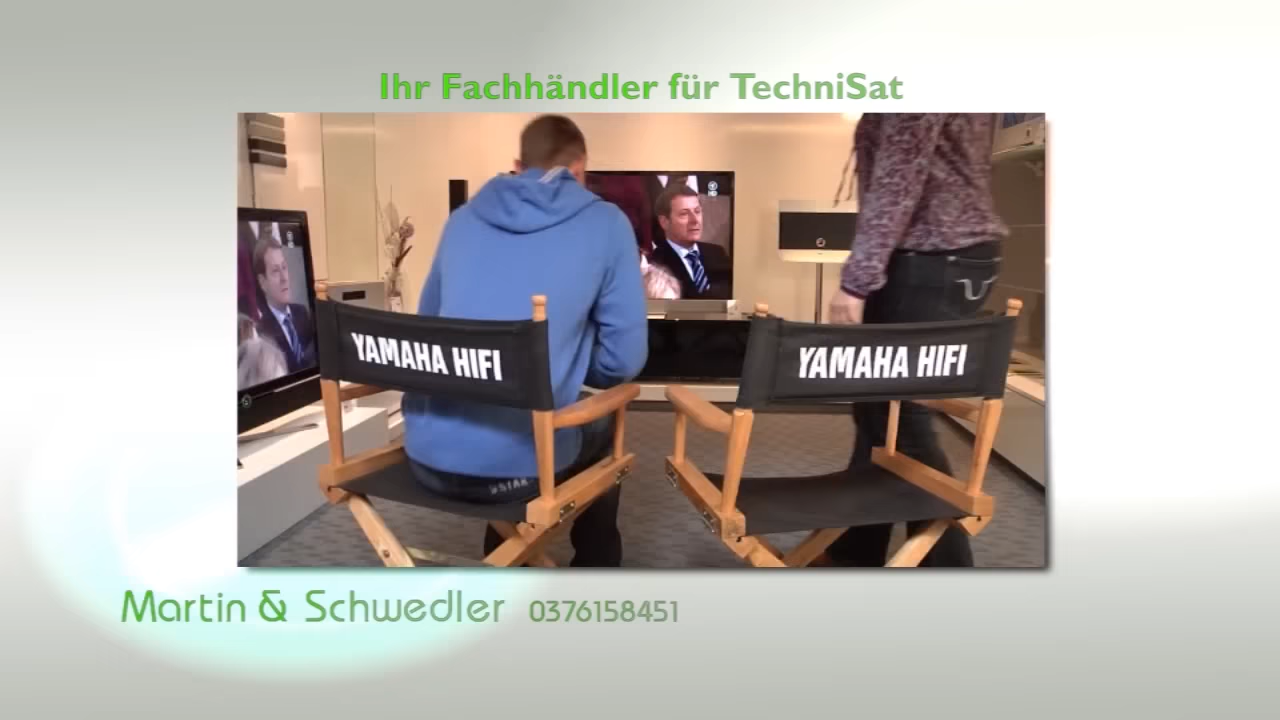 Ihr Fachhändler für TechniSat
YAMAHA HIFI
YAMAHA HIFI
Martin & Schwedler 0376158451